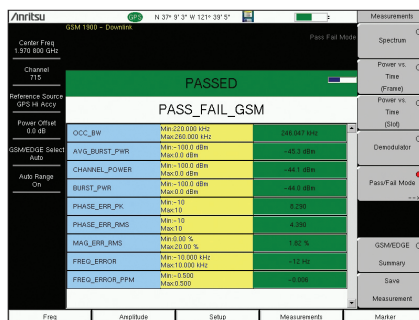 Anritsu
GPS
N 37° 9' 3" W 121° 39' 5"
Measurements
GSM 1900 - Downlink
Pass Fail Mode
Center Freq
1.970 800 GHz
Channel
715
Reference Source
GPS Hi Accy
Power Offset
0.0 dB
GSM/EDGE Select
Auto
Auto Range
On
PASSED
PASS_FAIL_GSM
OCC_BW
Min:220.000 kHz
Max:260.000 kHz
246.047 kHz
AVG_BURST_PWR
Min:-100.0 dBm
Max:0.0 dBm
-45.3 dBm
CHANNEL_POWER
Min:-100.0 dBm
Max:0.0 dBm
-44.1 dBm
BURST_PWR
Min:-100.0 dBm
Max:0.0 dBm
-44.0 dBm
PHASE_ERR_PK
Min:-10
Max:10
8.290
PHASE_ERR_RMS
Min:-10
Max:10
4.390
MAG_ERR_RMS
Min:0.00 %
Max:20.00 %
1.82 %
FREQ_ERROR
Min:-10.000 kHz
Max:10.000 kHz
-12 Hz
FREQ_ERROR_PPM
Min:-0.500
Max:0.500
-0.006
Spectrum
Power vs.
Time
(Frame)
Power vs.
Time
(Slot)
Demodulator
Pass/Fail Mode
-->
GSM/EDGE
Summary
Save
Measurement
Freq
Amplitude
Setup
Measurements
Marker